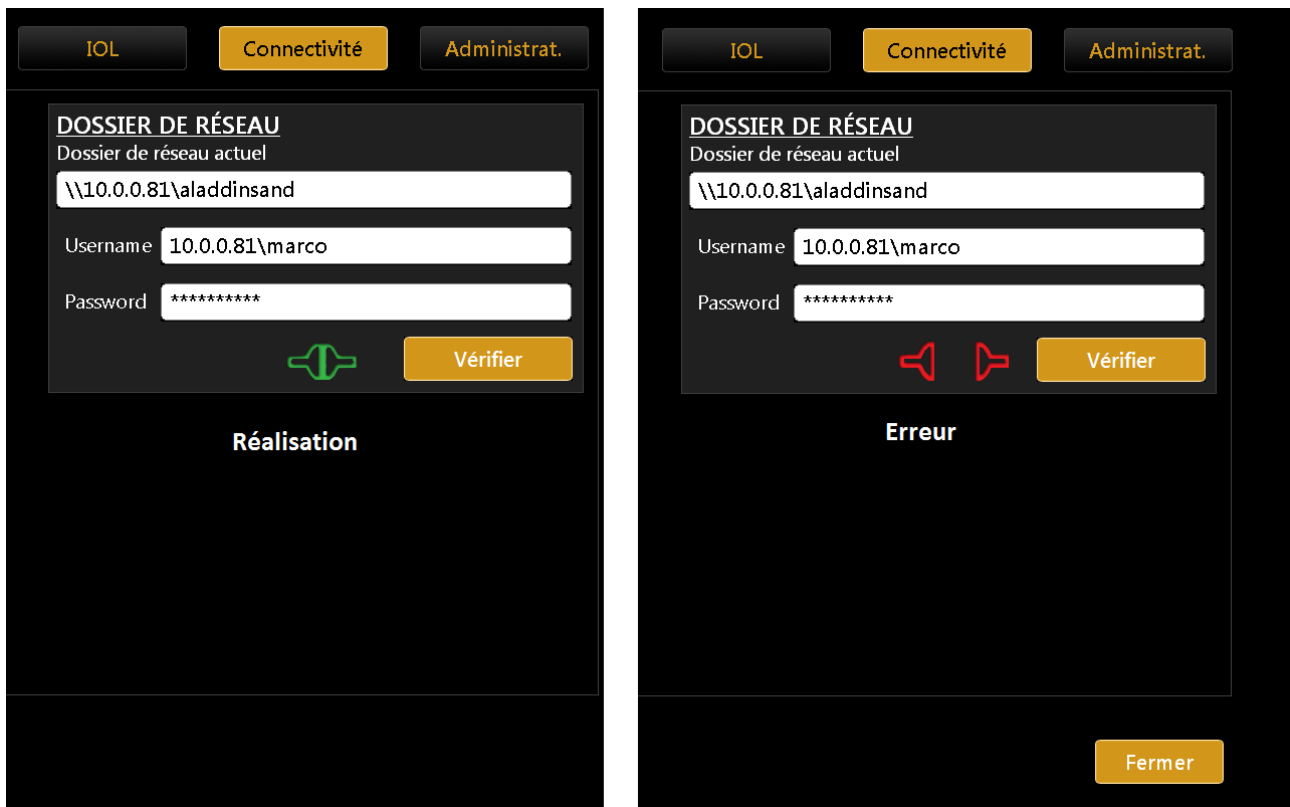 IOL Connectivité Administrat.
DOSSIER DE RÉSEAU
Dossier de réseau actuel
\\10.0.0.81\aladdinsand
Username 10.0.0.81\marco
Password **********
Vérifier
Réalisation
IOL Connectivité Administrat.
DOSSIER DE RÉSEAU
Dossier de réseau actuel
\\10.0.0.81\aladdinsand
Username 10.0.0.81\marco
Password **********
Vérifier
Erreur
Fermer